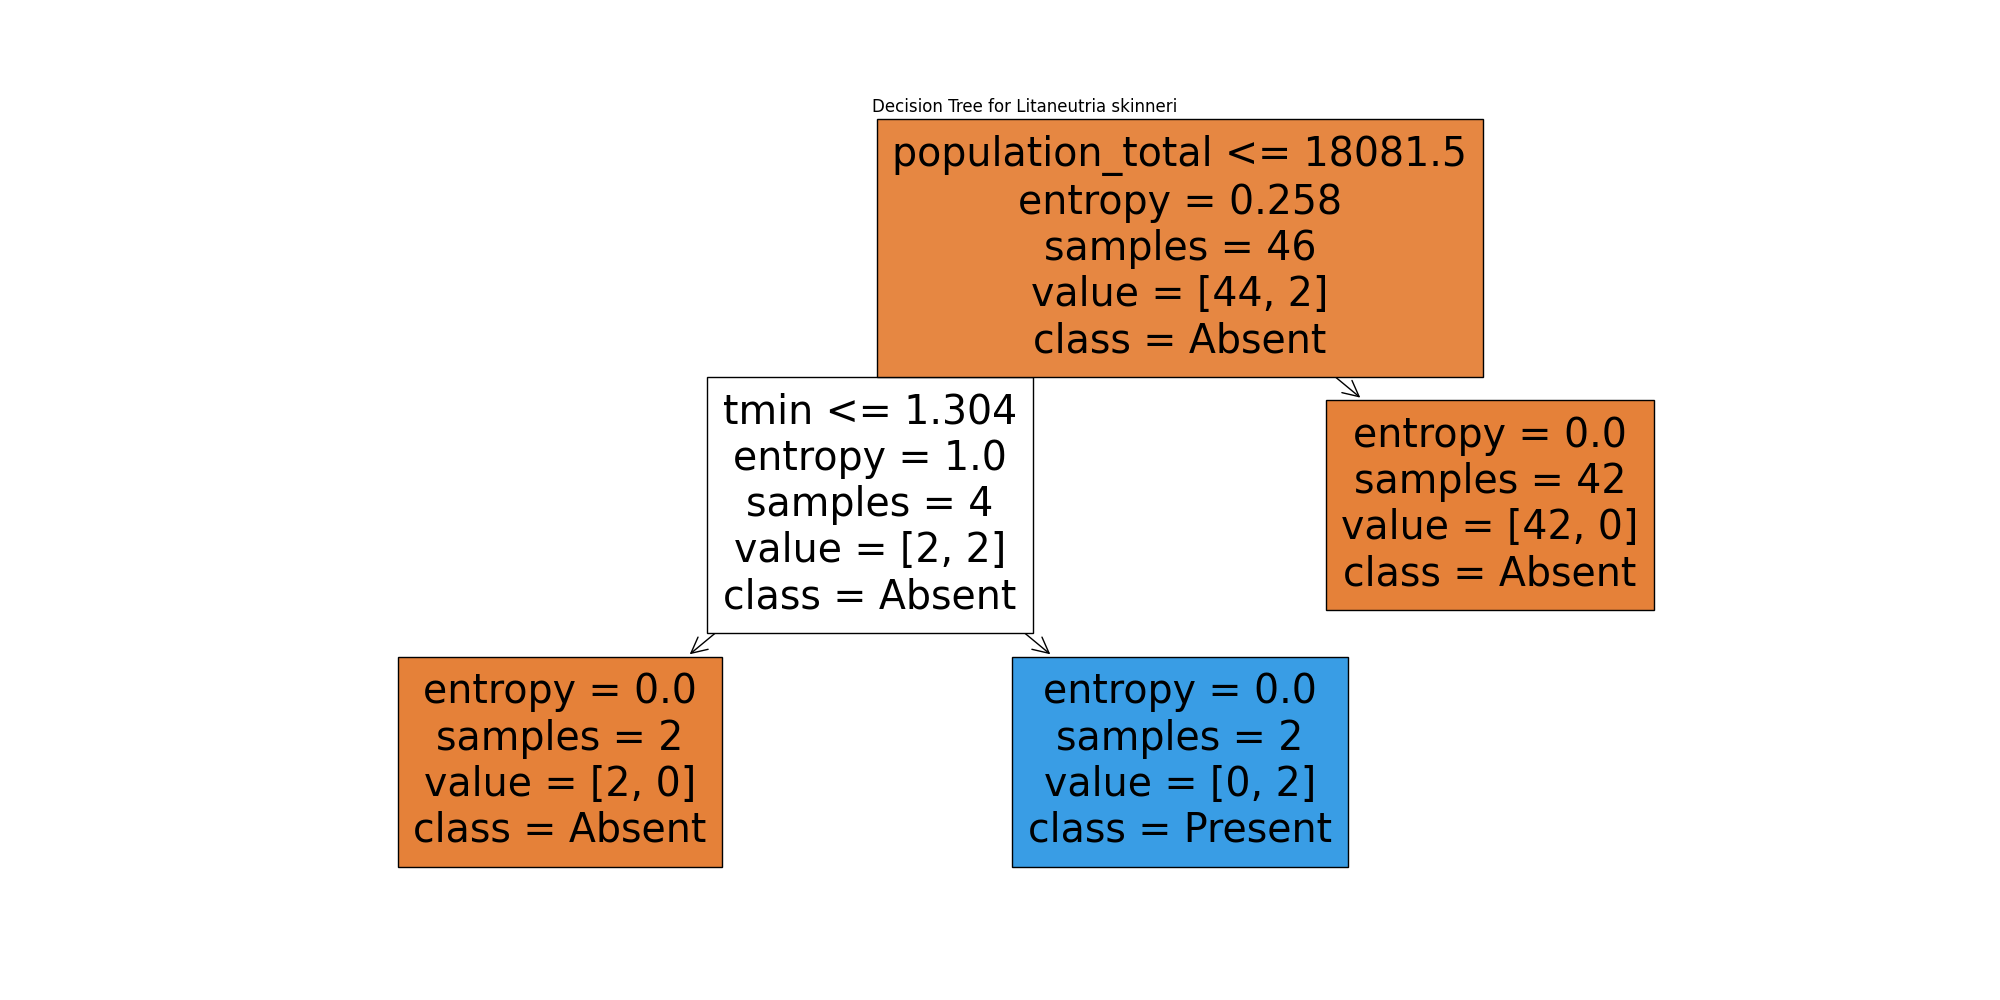 Decision Tree for Litaneutria skinneri
population_total <= 18081.5
entropy = 0.258
samples = 46
value = [44, 2]
class = Absent
tmin <= 1.304
entropy = 1.0
samples = 4
value = [2, 2]
class = Absent
entropy = 0.0
samples = 42
value = [42, 0]
class = Absent
entropy = 0.0
samples = 2
value = [2, 0]
class = Absent
entropy = 0.0
samples = 2
value = [0, 2]
class = Present